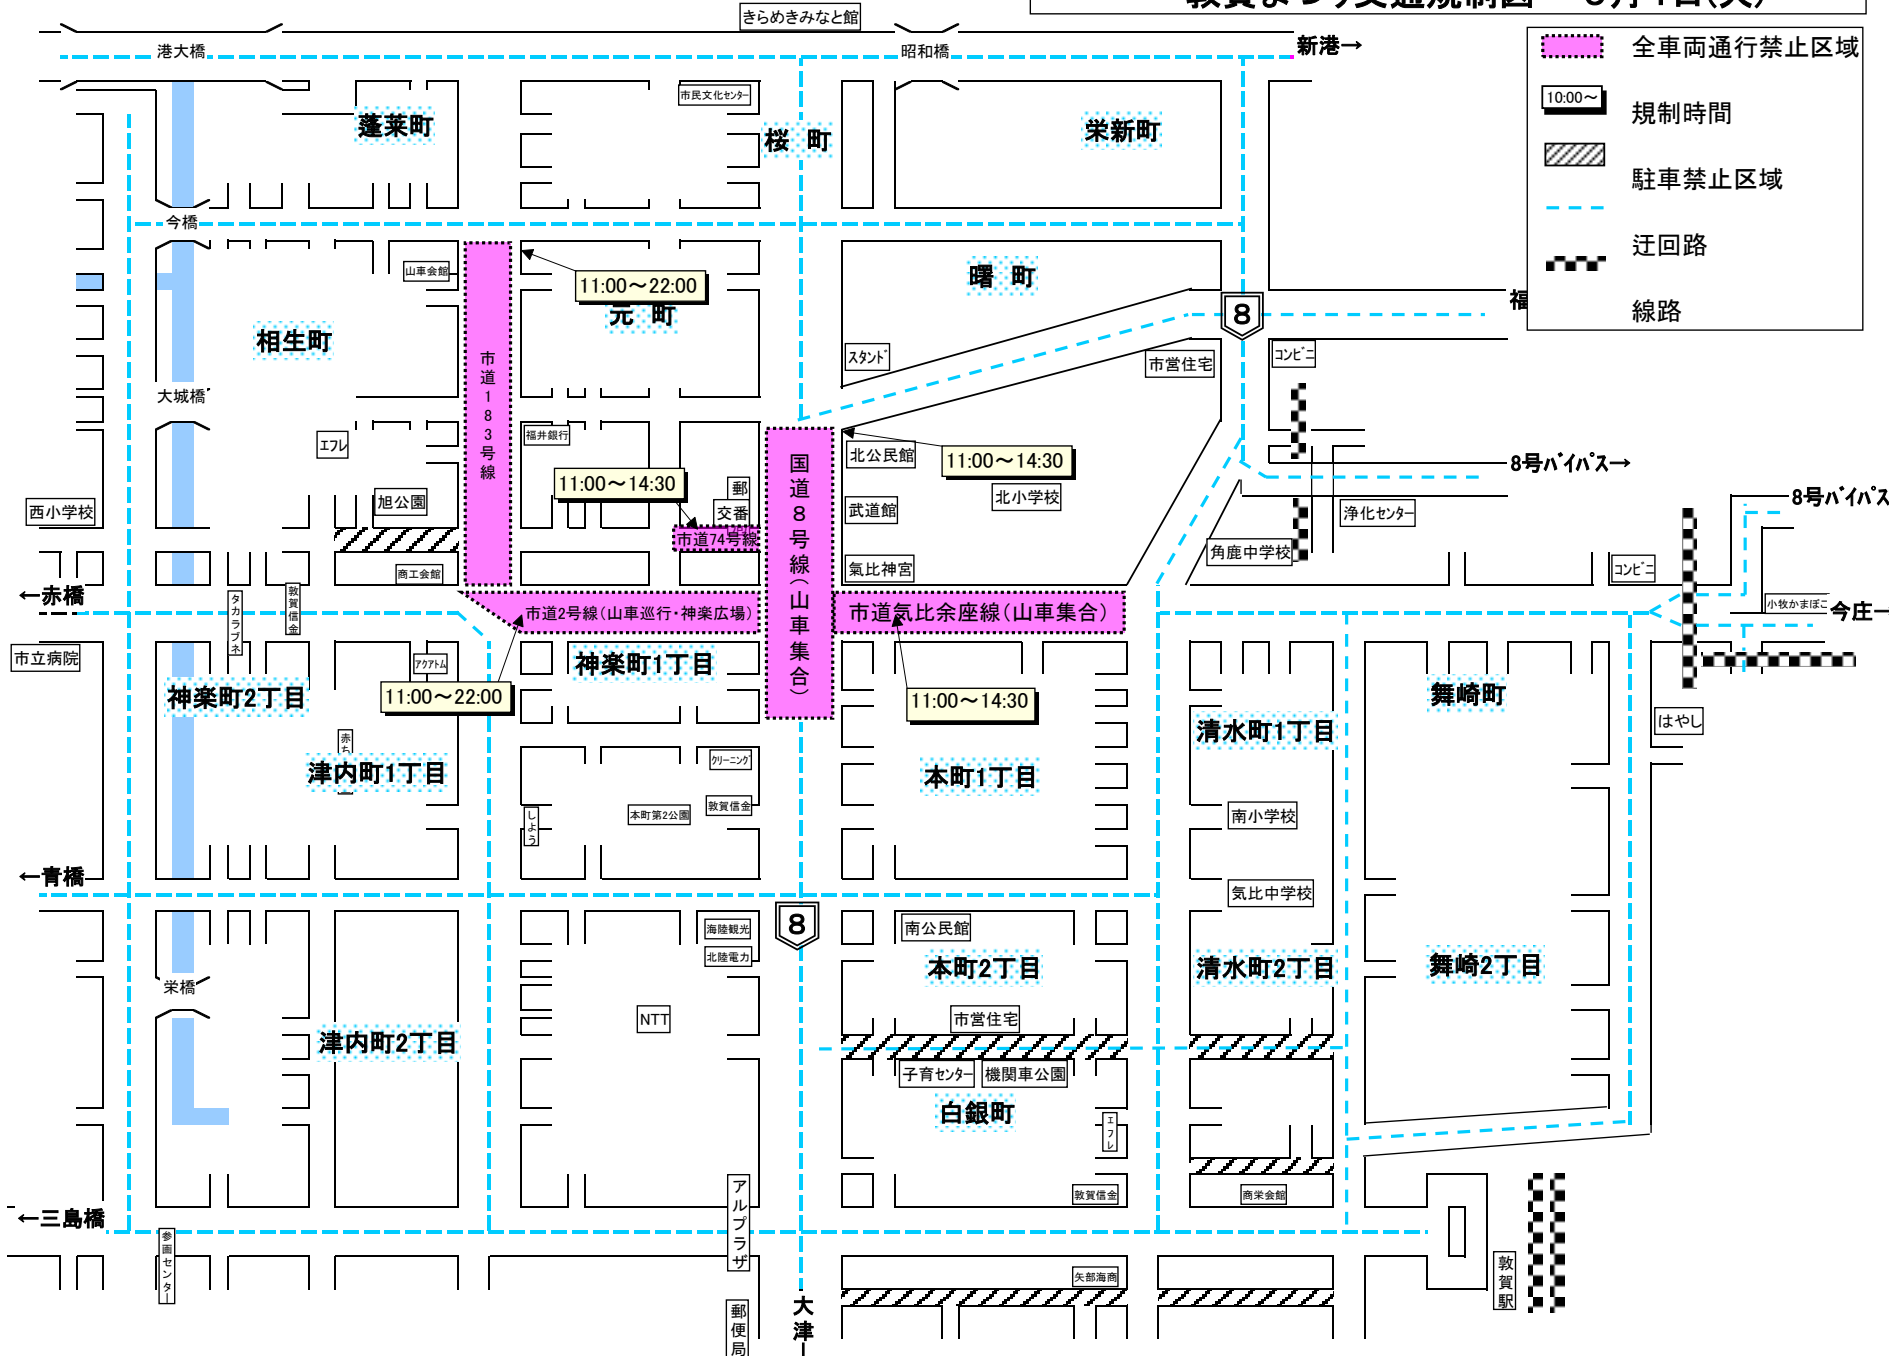 きらめきみなと館
敦賀まつり交通規制図
月4日(火)
港大橋
昭和橋
新港→
全車両通行禁止区域
10:00～
規制時間
駐車禁止区域
迂回路
線路
市民文化センター
蓬莱町
桜 町
栄新町
今橋
山車会館
11:00～22:00
元 町
曙 町
8
福
相生町
市道183号線
スタンド
市営住宅
コンビニ
大城橋
エフレ
福井銀行
北公民館
11:00～14:30
国道8号線(山車集合)
8号バイパス→
11:00～14:30
郵
交番
北小学校
8号バイパス
西小学校
旭公園
武道館
浄化センター
市道74号線
角鹿中学校
商工会館
氣比神宮
コンビニ
←赤橋
タカラブネ
敦賀信金
市道2号線(山車巡行・神楽広場)
市道気比余座線(山車集合)
小牧かまぼこ
今庄
市立病院
アクアトム
神楽町1丁目
神楽町2丁目
11:00～22:00
11:00～14:30
舞崎町
はやし
清水町1丁目
赤ち
津内町1丁目
クリーニング
本町1丁目
しょう
本町第2公園
敦賀信金
南小学校
←青橋
気比中学校
8
海陸観光
南公民館
北陸電力
本町2丁目
清水町2丁目
舞崎2丁目
栄橋
NTT
市営住宅
津内町2丁目
子育センター
機関車公園
白銀町
エフレ
アルプラザ
敦賀信金
商栄会館
←三島橋
参画センター
矢部海商
敦賀駅
大津
郵便局